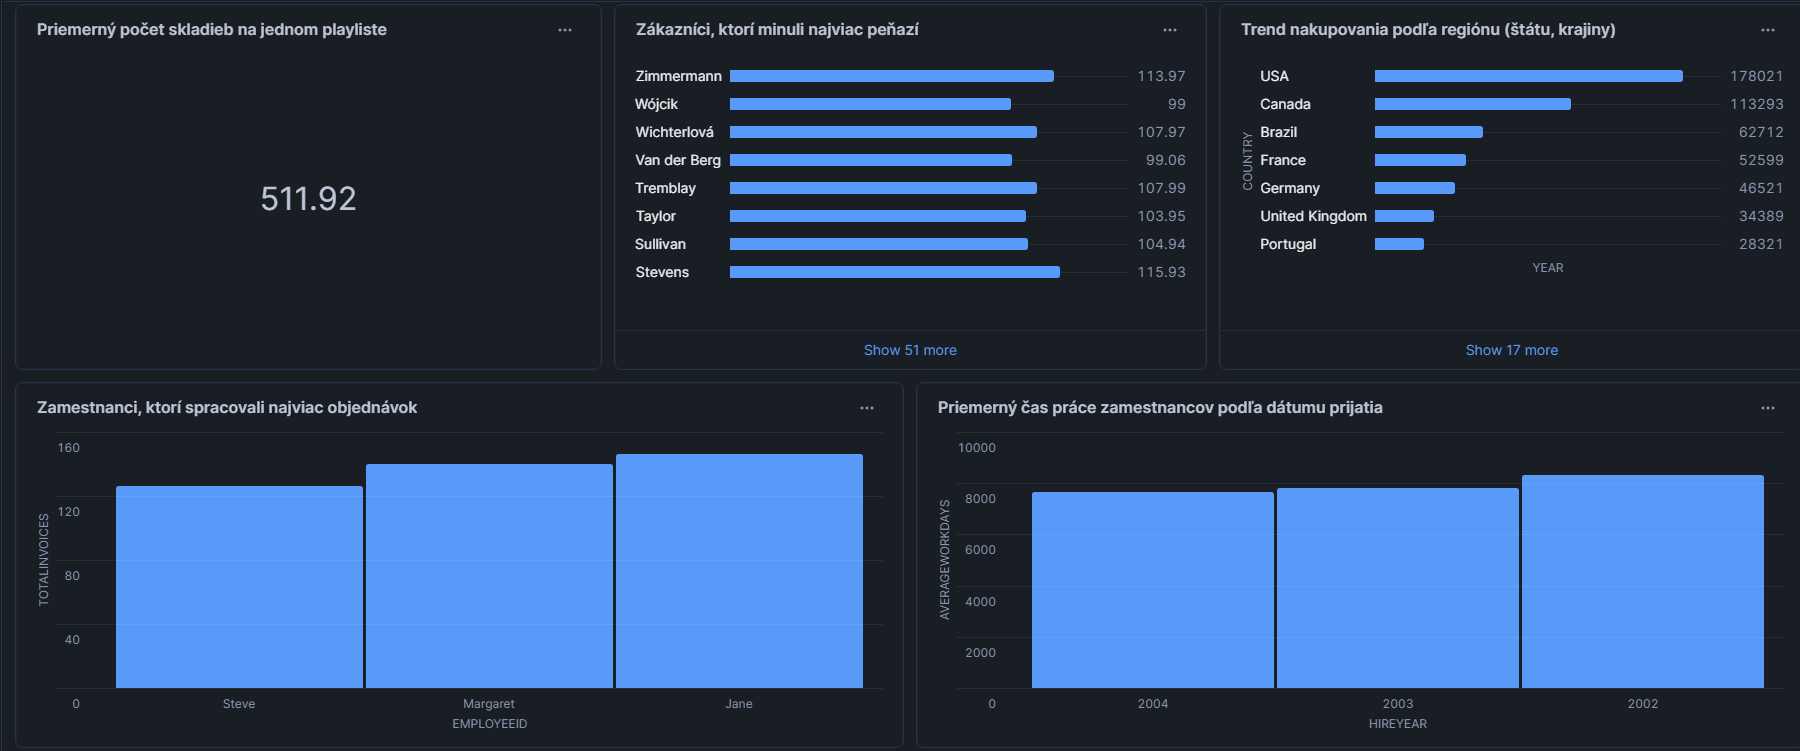 Priemerný počet skladieb na jednom playliste
511.92
Zákazníci, ktorí minuli najviac peňazí
Zimmermann 113.97
Wójcik 99
Wichterlová 107.97
Van der Berg 99.06
Tremblay 107.99
Taylor 103.95
Sullivan 104.94
Stevens 115.93
Show 51 more
Trend nakupovania podľa regiónu (štátu, krajiny)
COUNTRY
USA 178021
Canada 113293
Brazil 62712
France 52599
Germany 46521
United Kingdom 34389
Portugal 28321
YEAR
Show 17 more
Zamestnanci, ktorí spracovali najviac objednávok
TOTALINVOICES
160
120
80
40
0
Steve Margaret Jane
EMPLOYEEID
Priemerný čas práce zamestnancov podľa dátumu prijatia
AVERAGEWORKDAYS
10000
8000
6000
4000
2000
0
2004 2003 2002
HIREYEAR